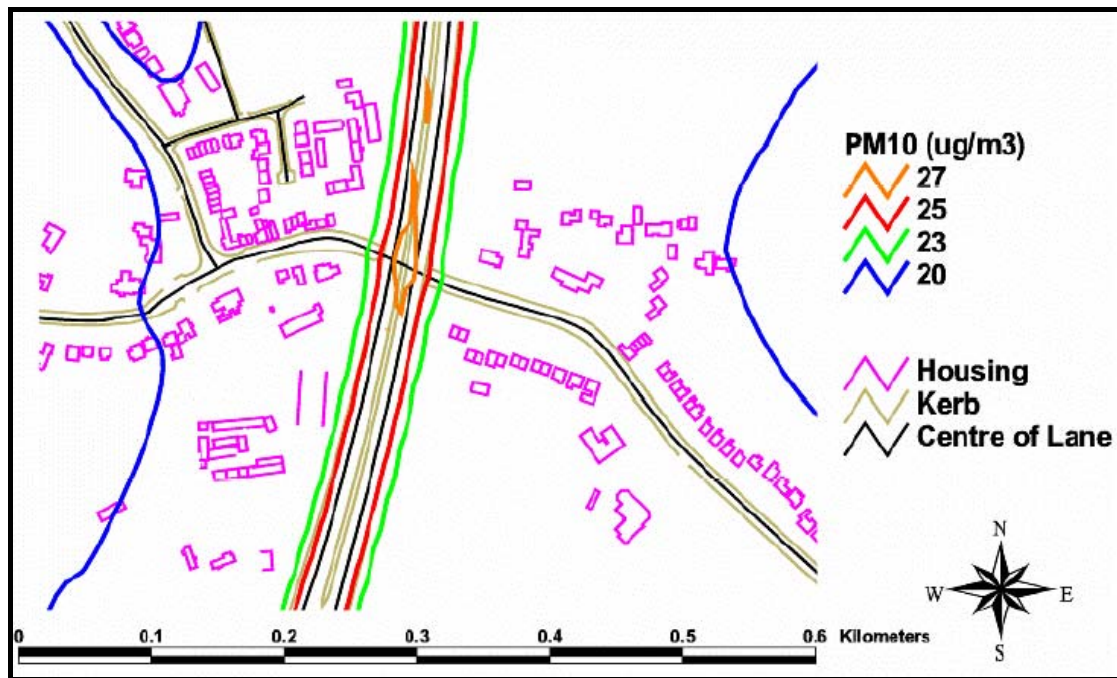 PM10 (ug/m3)
27
25
23
20
Housing
Kerb
Centre of Lane
N
W E
S
0 0.1 0.2 0.3 0.4 0.5 0.6 Kilometers